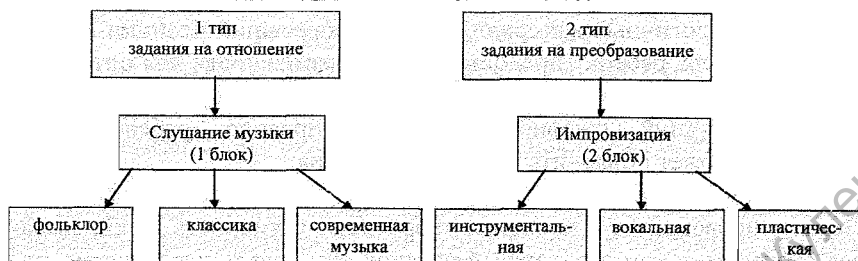 1 тип
задания на отношение
2 тип
задания на преобразование
Слушание музыки
(1 блок)
Импровизация
(2 блок)
фольклор
классика
современная
музыка
инструменталь-
ная
вокальная
пластичес-
кая